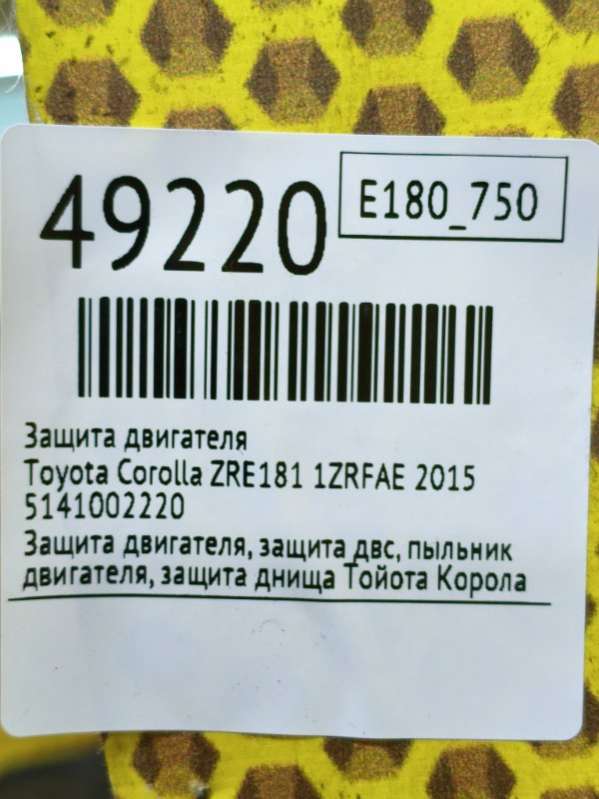 49220
E180_750
Защита двигателя
Toyota Corolla ZRE181 1ZRFAE 2015
5141002220
Защита двигателя, защита двс, пыльник
двигателя, защита днища Тойота Корола